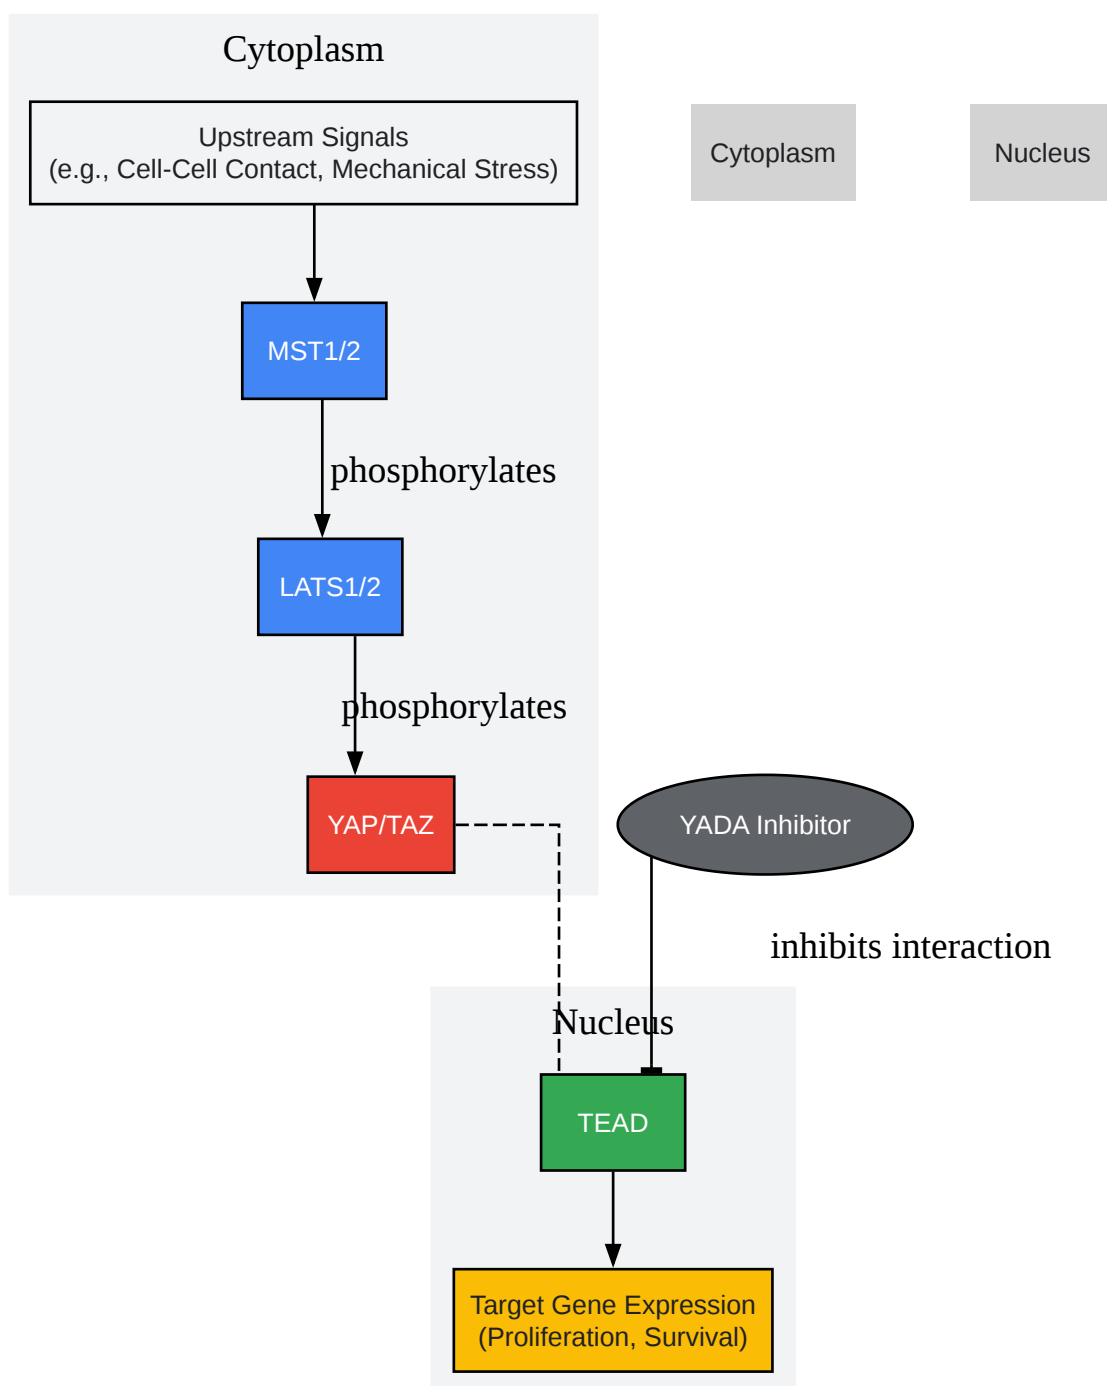 Cytoplasm
Upstream Signals
(e.g., Cell-Cell Contact, Mechanical Stress)
Cytoplasm
Nucleus
MST1/2
phosphorylates
LATS1/2
phosphorylates
YAP/TAZ
YADA Inhibitor
inhibits interaction
Nucleus
TEAD
Target Gene Expression
(Proliferation, Survival)